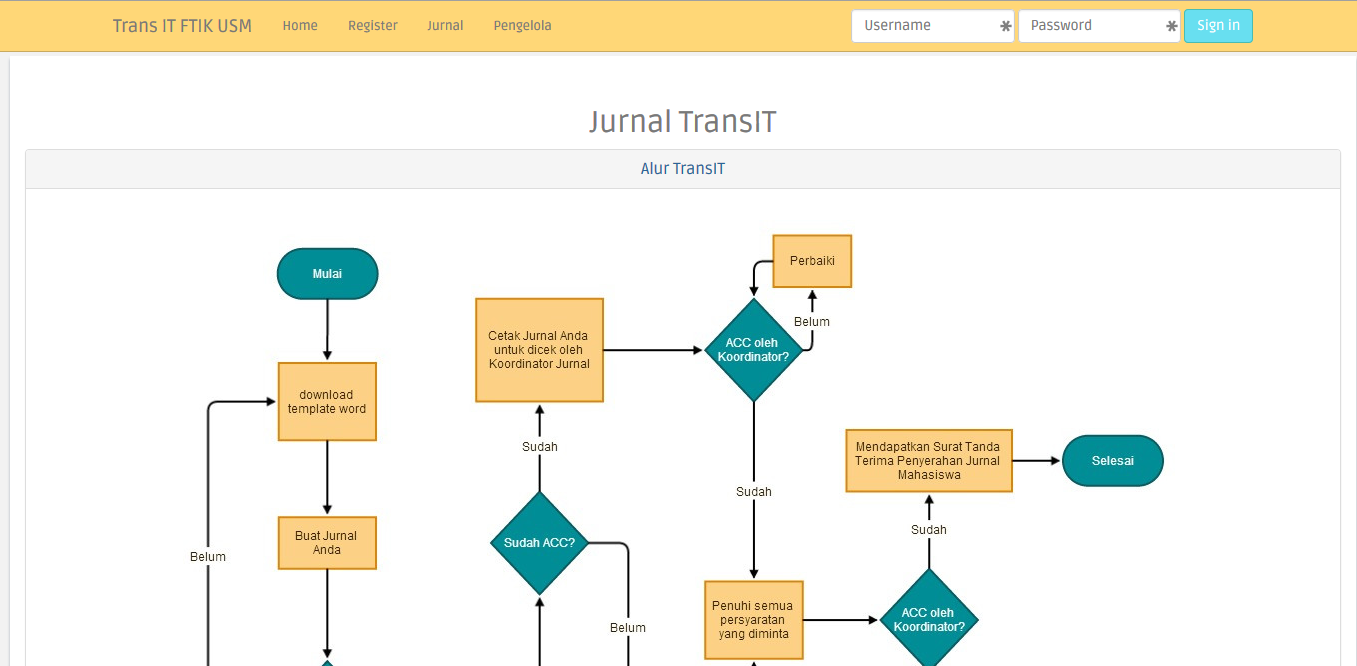 Trans IT FTIK USM
Home
Register
Jurnal
Pengelola
Username
Password
Sign in
Jurnal TransIT
Alur TransIT
Mulai
download
template word
Buat Jurnal
Anda
Belum
Cetak Jurnal Anda
untuk dicek oleh
Koordinator Jurnal
Sudah
Sudah ACC?
Belum
Perbaiki
Belum
ACC oleh
Koordinator?
Sudah
Penuhi semua
persyaratan
yang diminta
ACC oleh
Koordinator?
Sudah
Mendapatkan Surat Tanda
Terima Penyerahan Jurnal
Mahasiswa
Selesai